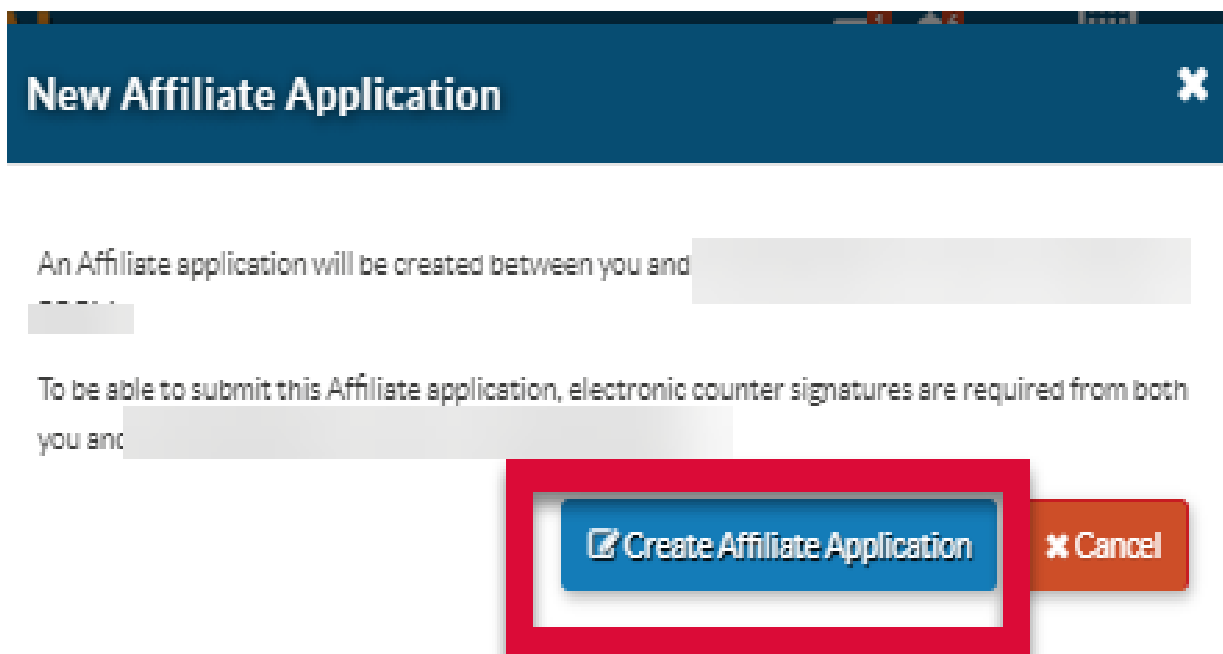 New Affiliate Application
An Affiliate application will be created between you and
To be able to submit this Affiliate application, electronic counter signatures are required from both
you and
Create Affiliate Application
Cancel